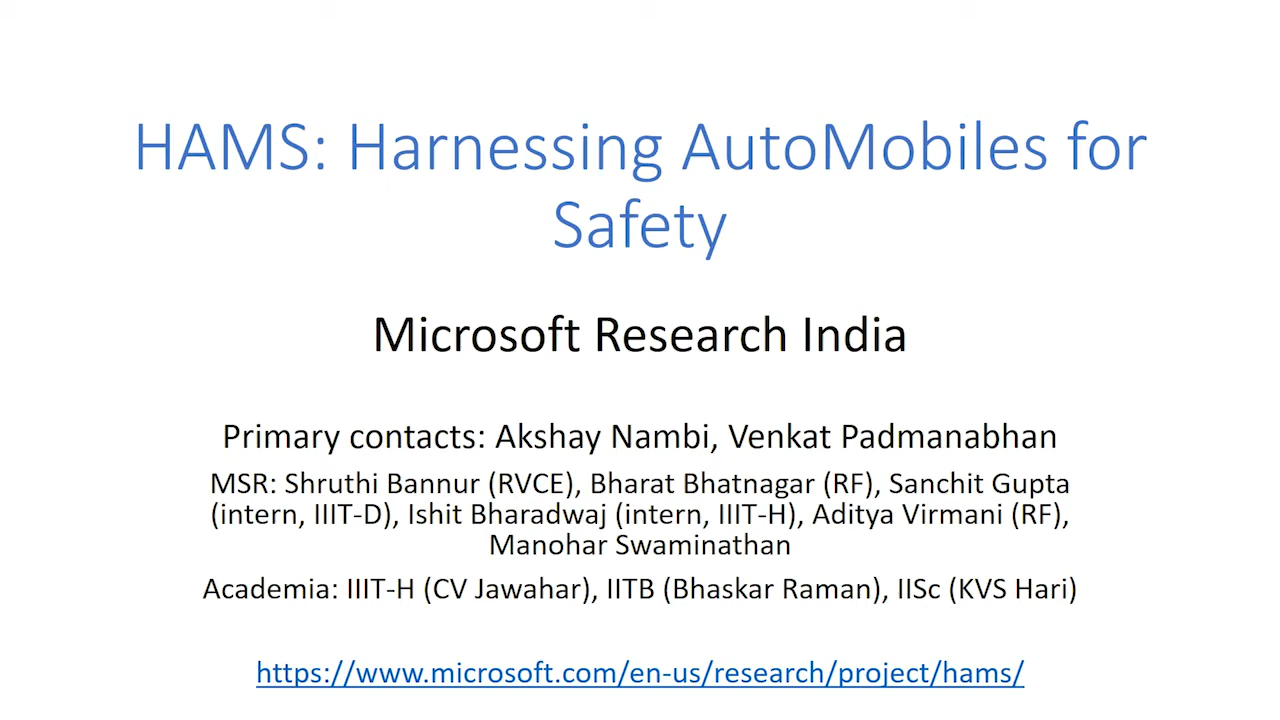 HAMS: Harnessing AutoMobiles for
Safety
Microsoft Research India
Primary contacts: Akshay Nambi, Venkat Padmanabhan
MSR: Shruthi Bannur (RVCE), Bharat Bhatnagar (RF), Sanchit Gupta
(intern, IIIT-D), Ishit Bharadwaj (intern, IIIT-H), Aditya Virmani (RF),
Manohar Swaminathan
Academia: IIIT-H (CV Jawahar), IITB (Bhaskar Raman), IISc (KVS Hari)
https://www.microsoft.com/en-us/research/project/hams/